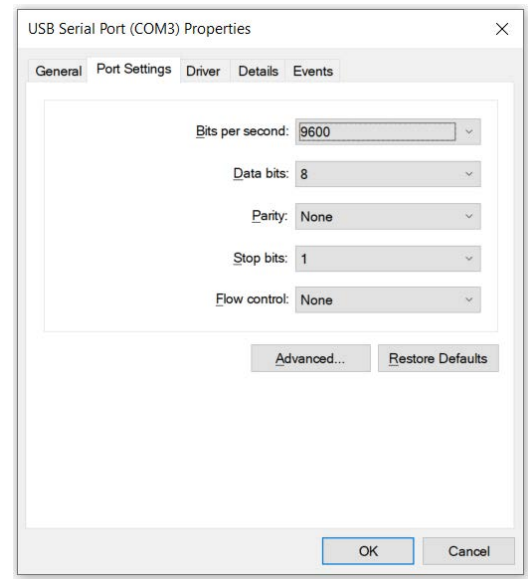 USB Serial Port (COM3) Properties
General Port Settings Driver Details Events
Bits per second: 9600
Data bits: 8
Parity: None
Stop bits: 1
Flow control: None
Advanced... Restore Defaults
OK Cancel